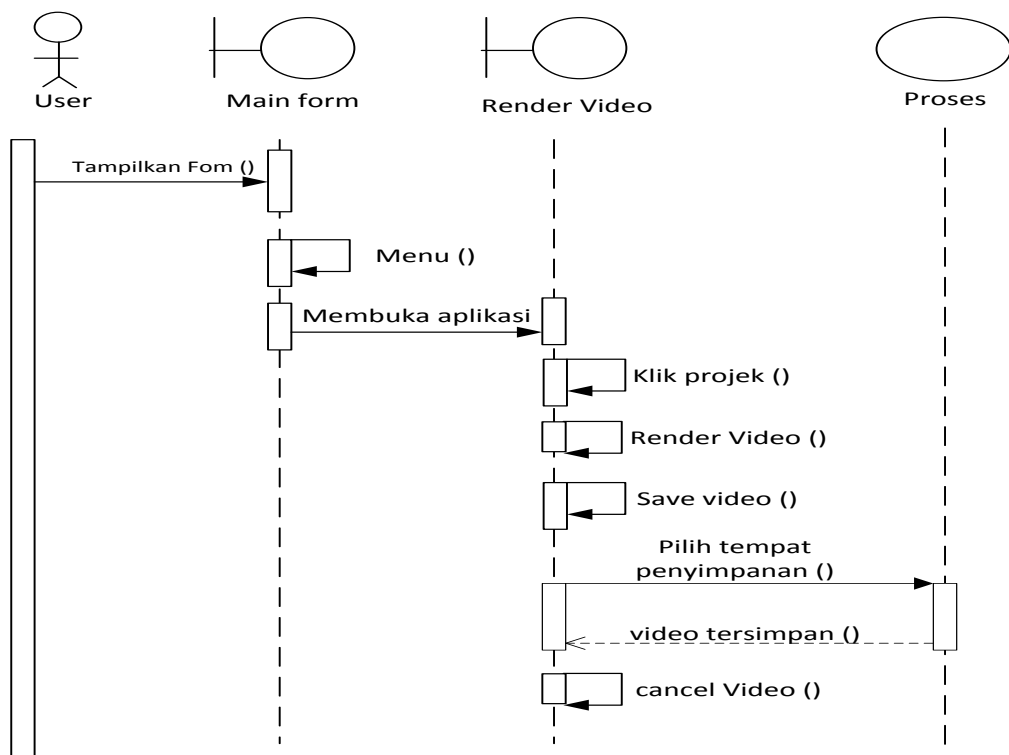 User
Main form
Render Video
Proses
Tampilkan Fom ()
Menu ()
Membuka aplikasi
Klik projek ()
Render Video ()
Save video ()
Pilih tempat
penyimpanan ()
video tersimpan ()
cancel Video ()